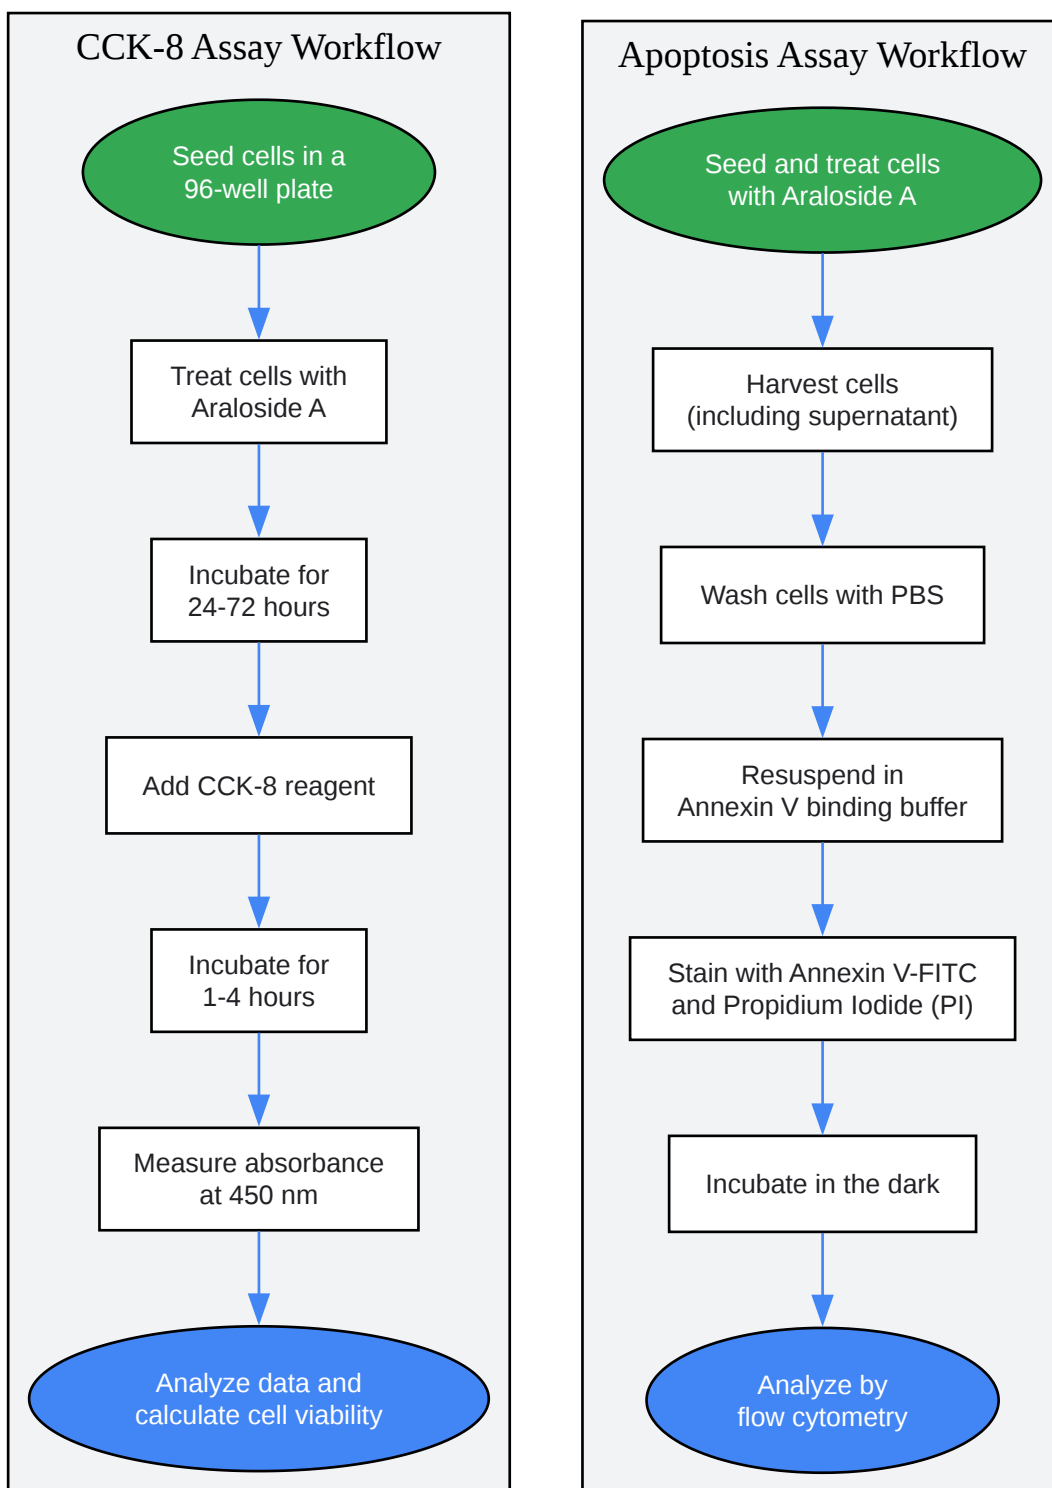 CCK-8 Assay Workflow
Seed cells in a
96-well plate
Treat cells with
Araloside A
Incubate for
24-72 hours
Add CCK-8 reagent
Incubate for
1-4 hours
Measure absorbance
at 450 nm
Analyze data and
calculate cell viability
Apoptosis Assay Workflow
Seed and treat cells
with Araloside A
Harvest cells
(including supernatant)
Wash cells with PBS
Resuspend in
Annexin V binding buffer
Stain with Annexin V-FITC
and Propidium Iodide (PI)
Incubate in the dark
Analyze by
flow cytometry